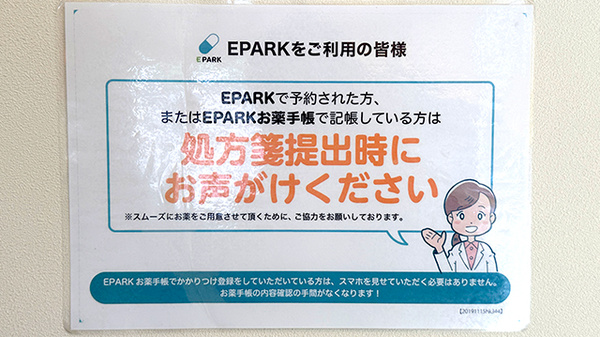 EPARK
EPARKをご利用の皆様
EPARKで予約された方、
またはEPARKお薬手帳で記帳している方は
処方箋提出時に
お声がけください
※スムーズにお薬をご用意させて頂くために、ご協力をお願いしております。
EPARK お薬手帳でかかりつけ登録をしていただいている方は、スマホを見せていただく必要はありません。
お薬手帳の内容確認の手間がなくなります！